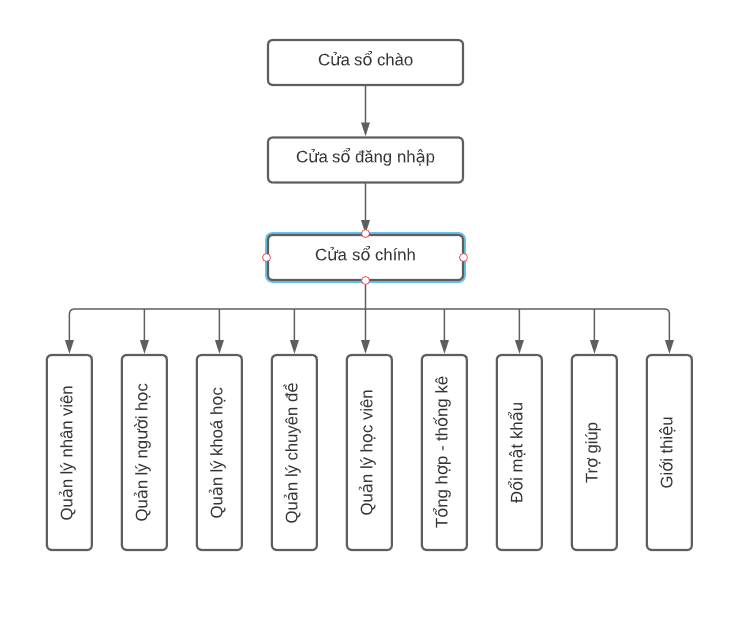 Cửa sổ chào
Cửa sổ đăng nhập
Cửa sổ chính
Quản lý nhân viên
Quản lý người học
Quản lý khoá học
Quản lý chuyên đề
Quản lý học viên
Tổng hợp - thống kê
Đổi mật khẩu
Trợ giúp
Giới thiệu